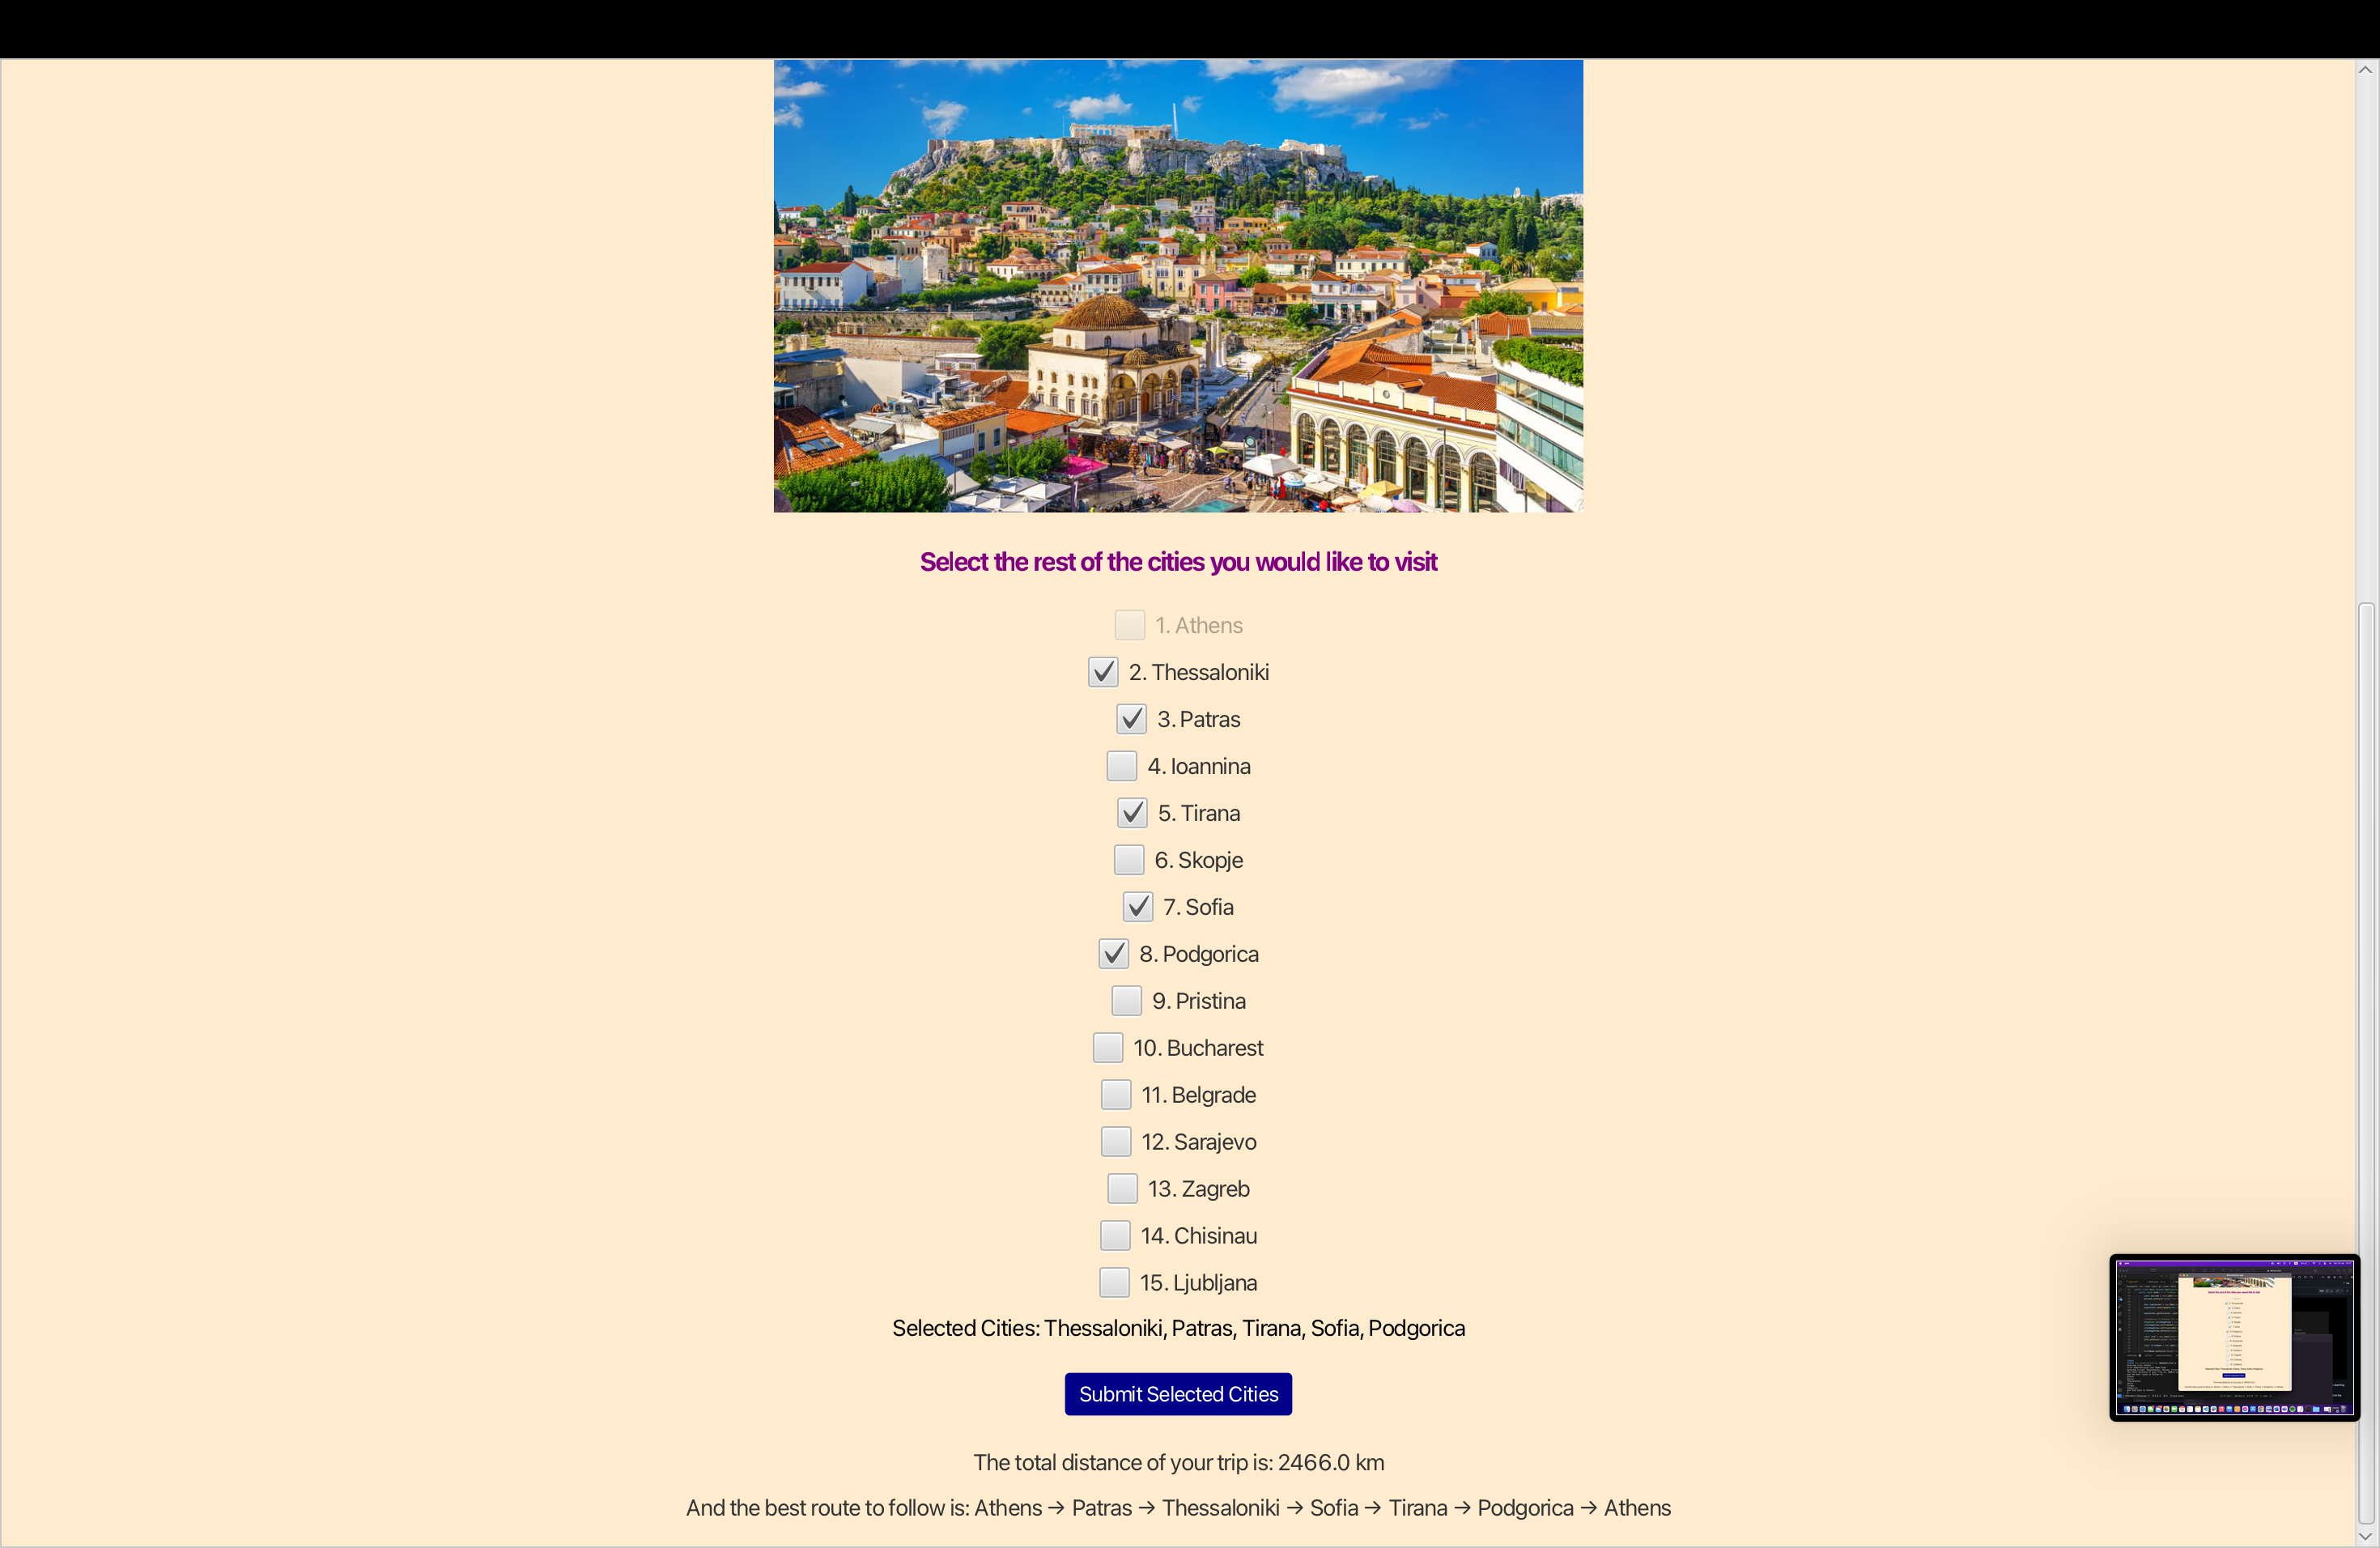 Select the rest of the cities you would like to visit
1. Athens
2. Thessaloniki
3. Patras
4. Ioannina
5. Tirana
6. Skopje
7. Sofia
8. Podgorica
9. Pristina
10. Bucharest
11. Belgrade
12. Sarajevo
13. Zagreb
14. Chisinau
15. Ljubljana
Selected Cities: Thessaloniki, Patras, Tirana, Sofia, Podgorica
Submit Selected Cities
The total distance of your trip is: 2466.0 km
And the best route to follow is: Athens → Patras → Thessaloniki → Sofia → Tirana → Podgorica → Athens